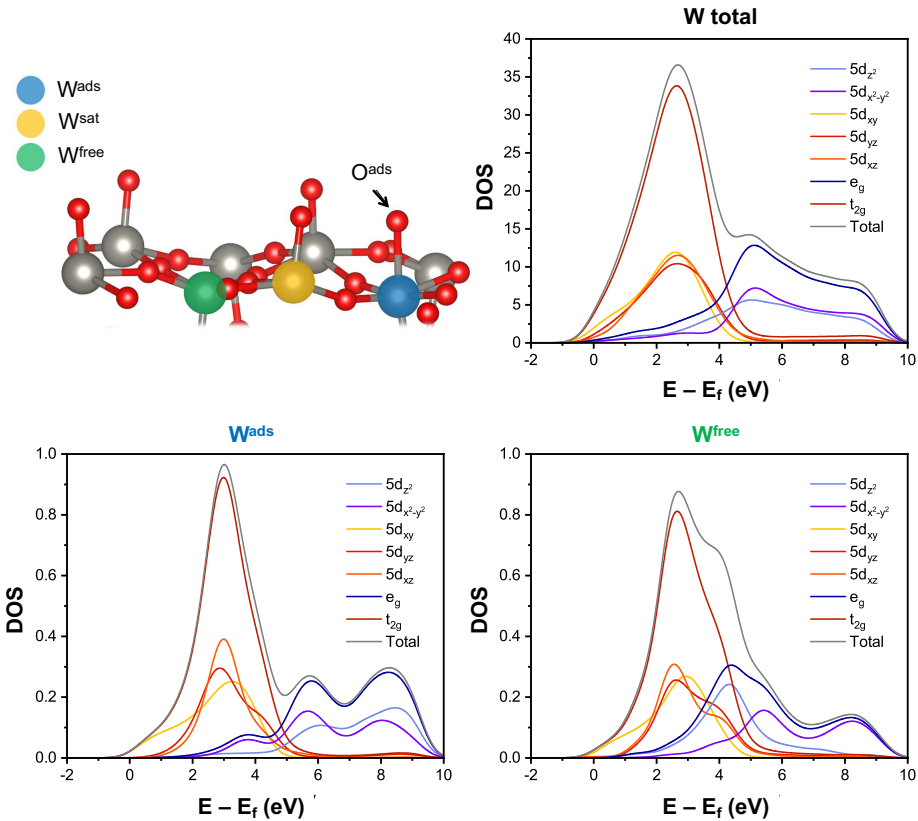 W^ads
W^sat
W^free
O^ads
W total
DOS
40
35
30
25
20
15
10
5
0
-2 0 2 4 6 8 10
E – E_f (eV)
5d_z²
5d_x²-y²
5d_xy
5d_yz
5d_xz
e_g
t_2g
Total
W^ads
DOS
1.0
0.8
0.6
0.4
0.2
0.0
-2 0 2 4 6 8 10
E – E_f (eV)
5d_z²
5d_x²-y²
5d_xy
5d_yz
5d_xz
e_g
t_2g
Total
W^free
DOS
1.0
0.8
0.6
0.4
0.2
0.0
-2 0 2 4 6 8 10
E – E_f (eV)
5d_z²
5d_x²-y²
5d_xy
5d_yz
5d_xz
e_g
t_2g
Total